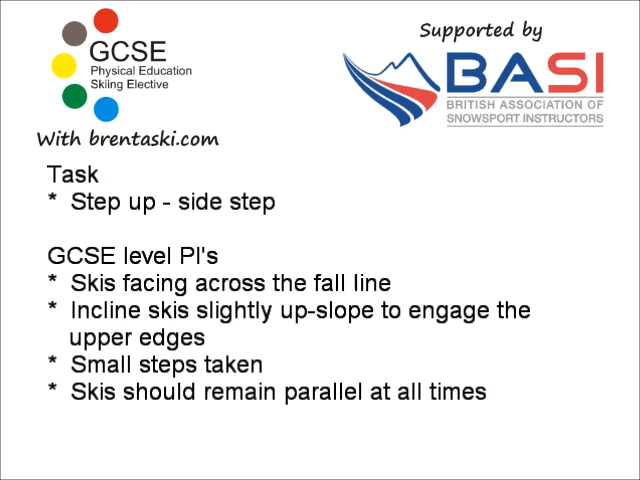 Supported by
GCSE
Physical Education
Skiing Elective
BASI
BRITISH ASSOCIATION OF
SNOWSPORT INSTRUCTORS
With brentaski.com
Task
* Step up - side step
GCSE level PI's
* Skis facing across the fall line
* Incline skis slightly up-slope to engage the
upper edges
* Small steps taken
* Skis should remain parallel at all times